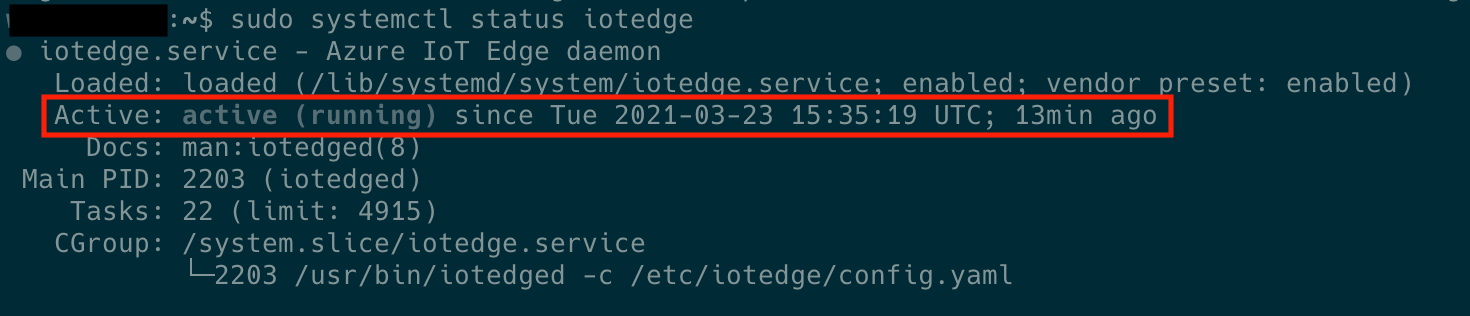 :~$ sudo systemctl status iotedge
● iotedge.service - Azure IoT Edge daemon
Loaded: loaded (/lib/systemd/system/iotedge.service; enabled; vendor preset: enabled)
Active: active (running) since Tue 2021-03-23 15:35:19 UTC; 13min ago
Docs: man:iotedged(8)
Main PID: 2203 (iotedged)
Tasks: 22 (limit: 4915)
CGroup: /system.slice/iotedge.service
└─2203 /usr/bin/iotedged -c /etc/iotedge/config.yaml